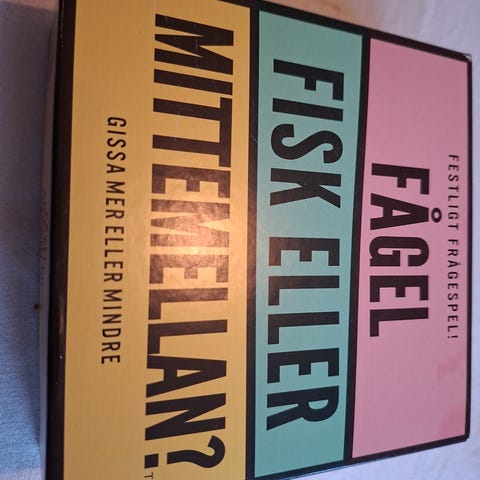 FESTLIGT FRÅGESPEL!
FÅGEL
FISK ELLER
MITTEMELLAN?
GISSA MER ELLER MINDRE